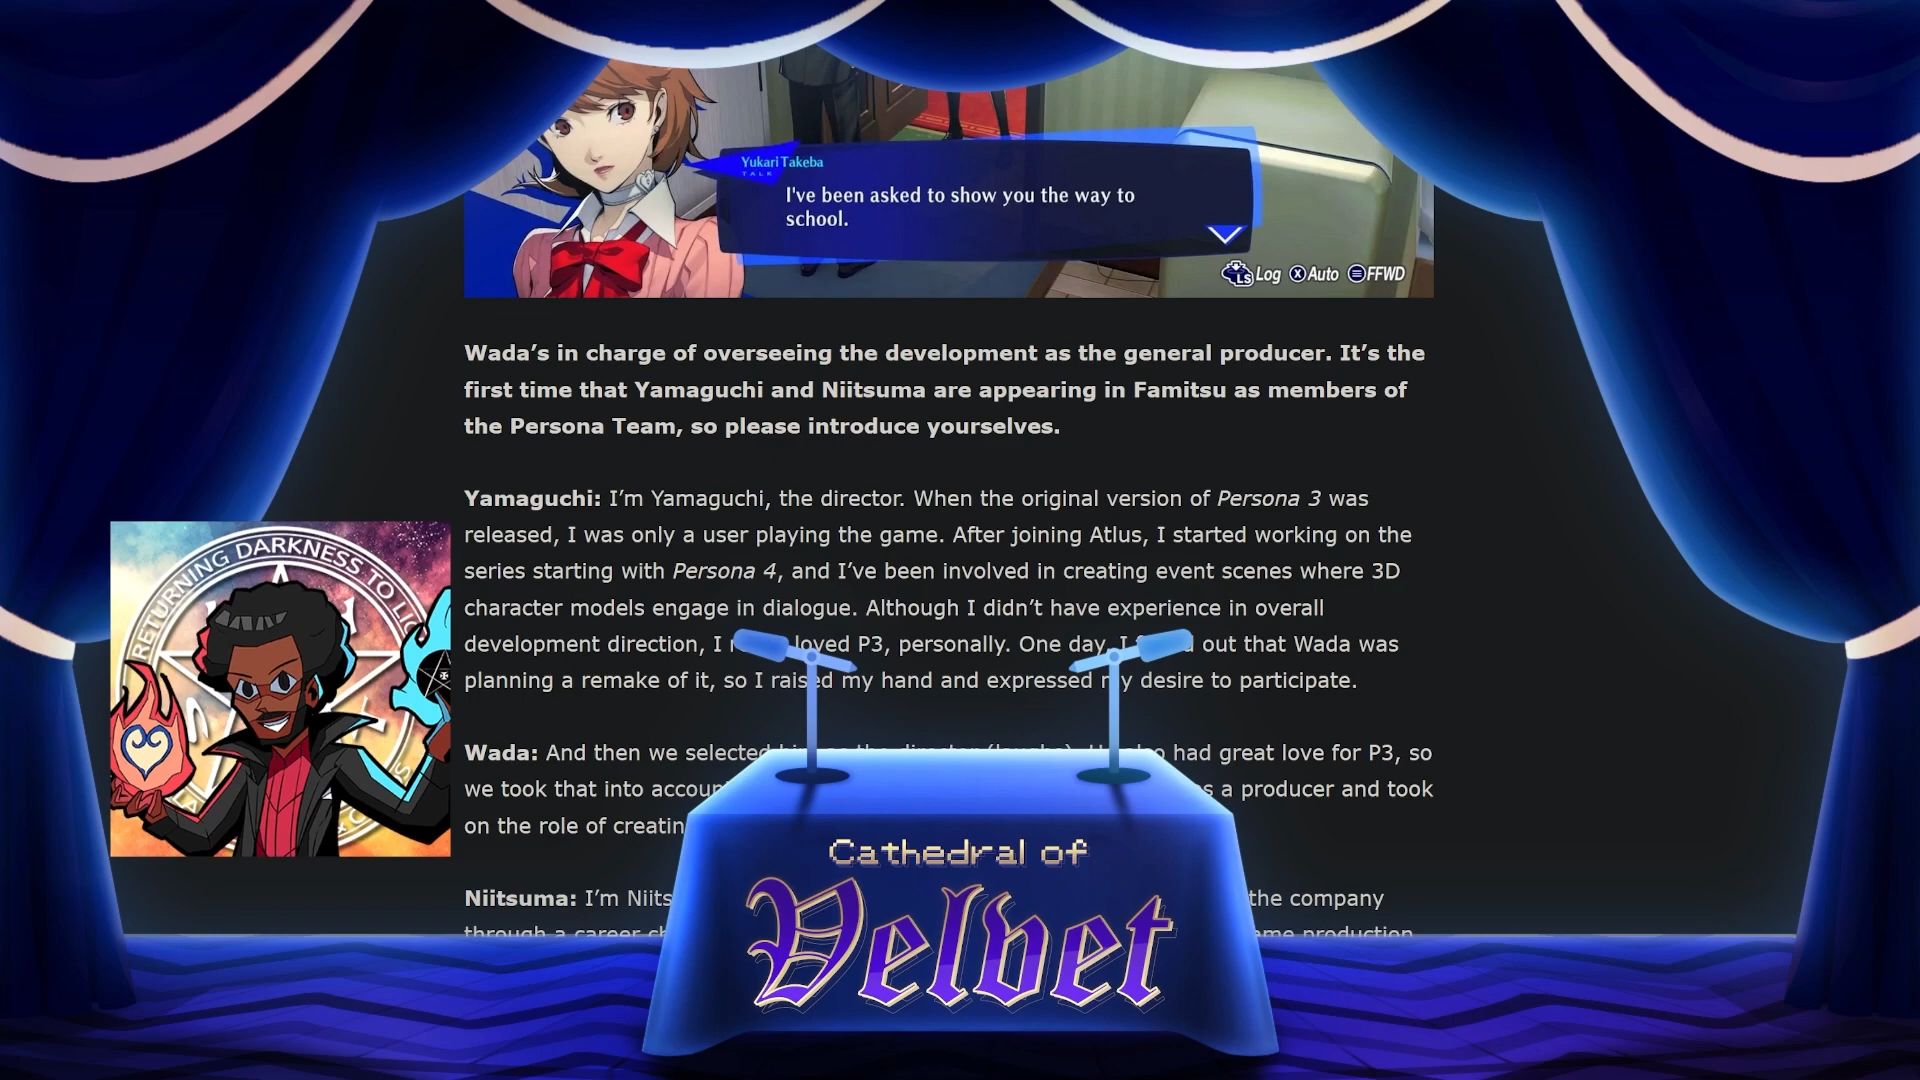 Yukari Takeba
TALK
I've been asked to show you the way to
school.
LS Log X Auto FFWD
Wada’s in charge of overseeing the development as the general producer. It’s the
first time that Yamaguchi and Niitsuma are appearing in Famitsu as members of
the Persona Team, so please introduce yourselves.
Yamaguchi: I’m Yamaguchi, the director. When the original version of Persona 3 was
released, I was only a user playing the game. After joining Atlus, I started working on the
series starting with Persona 4, and I’ve been involved in creating event scenes where 3D
character models engage in dialogue. Although I didn’t have experience in overall
development direction, I loved P3, personally. One day, I out that Wada was
planning a remake of it, so I raised my hand and expressed my desire to participate.
Wada: And then we selected had great love for P3, so
we took that into a producer and took
on the role of
Niitsuma: I’m the company
through a career production
RETURNING DARKNESS TO
Cathedral of
Velvet